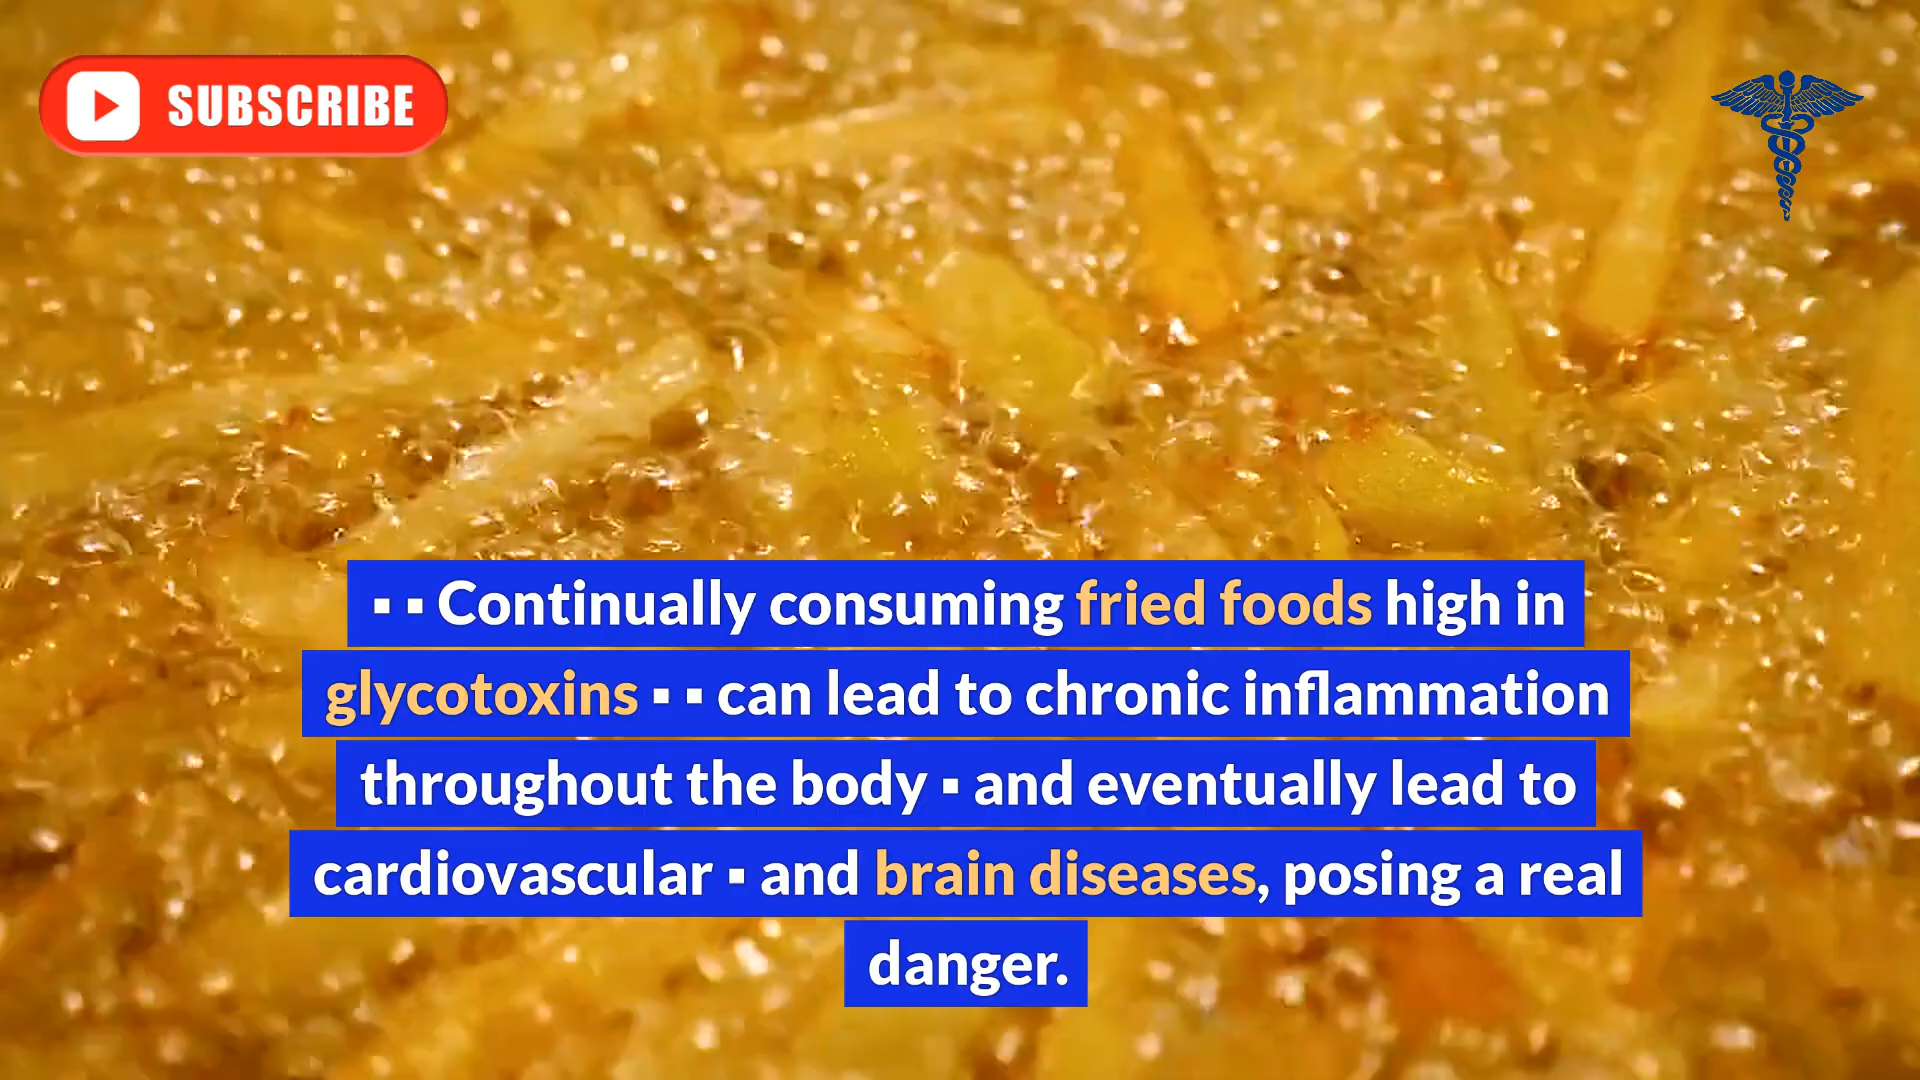 SUBSCRIBE
▪ ▪ Continually consuming fried foods high in
glycotoxins ▪ ▪ can lead to chronic inflammation
throughout the body ▪ and eventually lead to
cardiovascular ▪ and brain diseases, posing a real
danger.